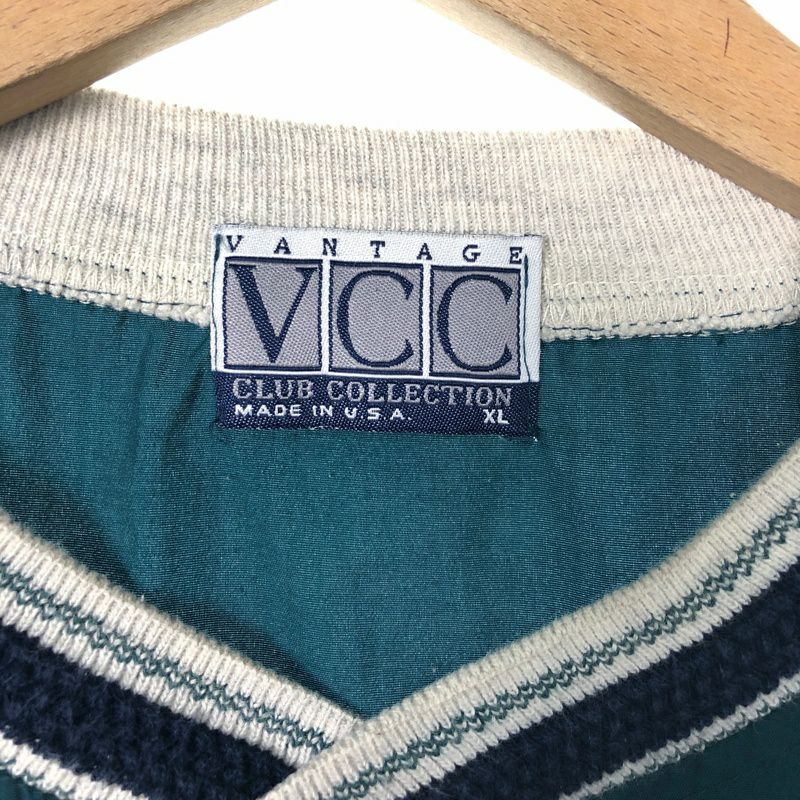 VANTAGE
VCC
CLUB COLLECTION
MADE IN U.S.A. XL